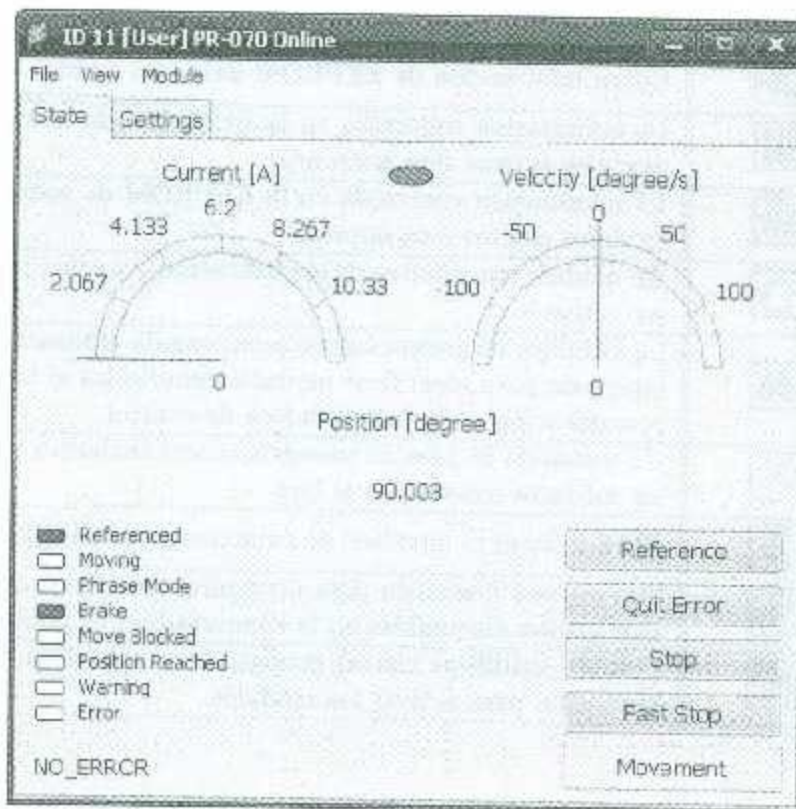 ID 11 [User] PR-070 Online
File View Module
State Settings
Current [A] Velocity [degree/s]
6.2 0
4.133 8.267 -50 50
2.067 10.33 -100 100
0 0
Position [degree]
90.003
Referenced
Moving
Phrase Mode
Brake
Move Blocked
Position Reached
Warning
Error
Reference
Quit Error
Stop
Fast Stop
Movement
NO_ERROR